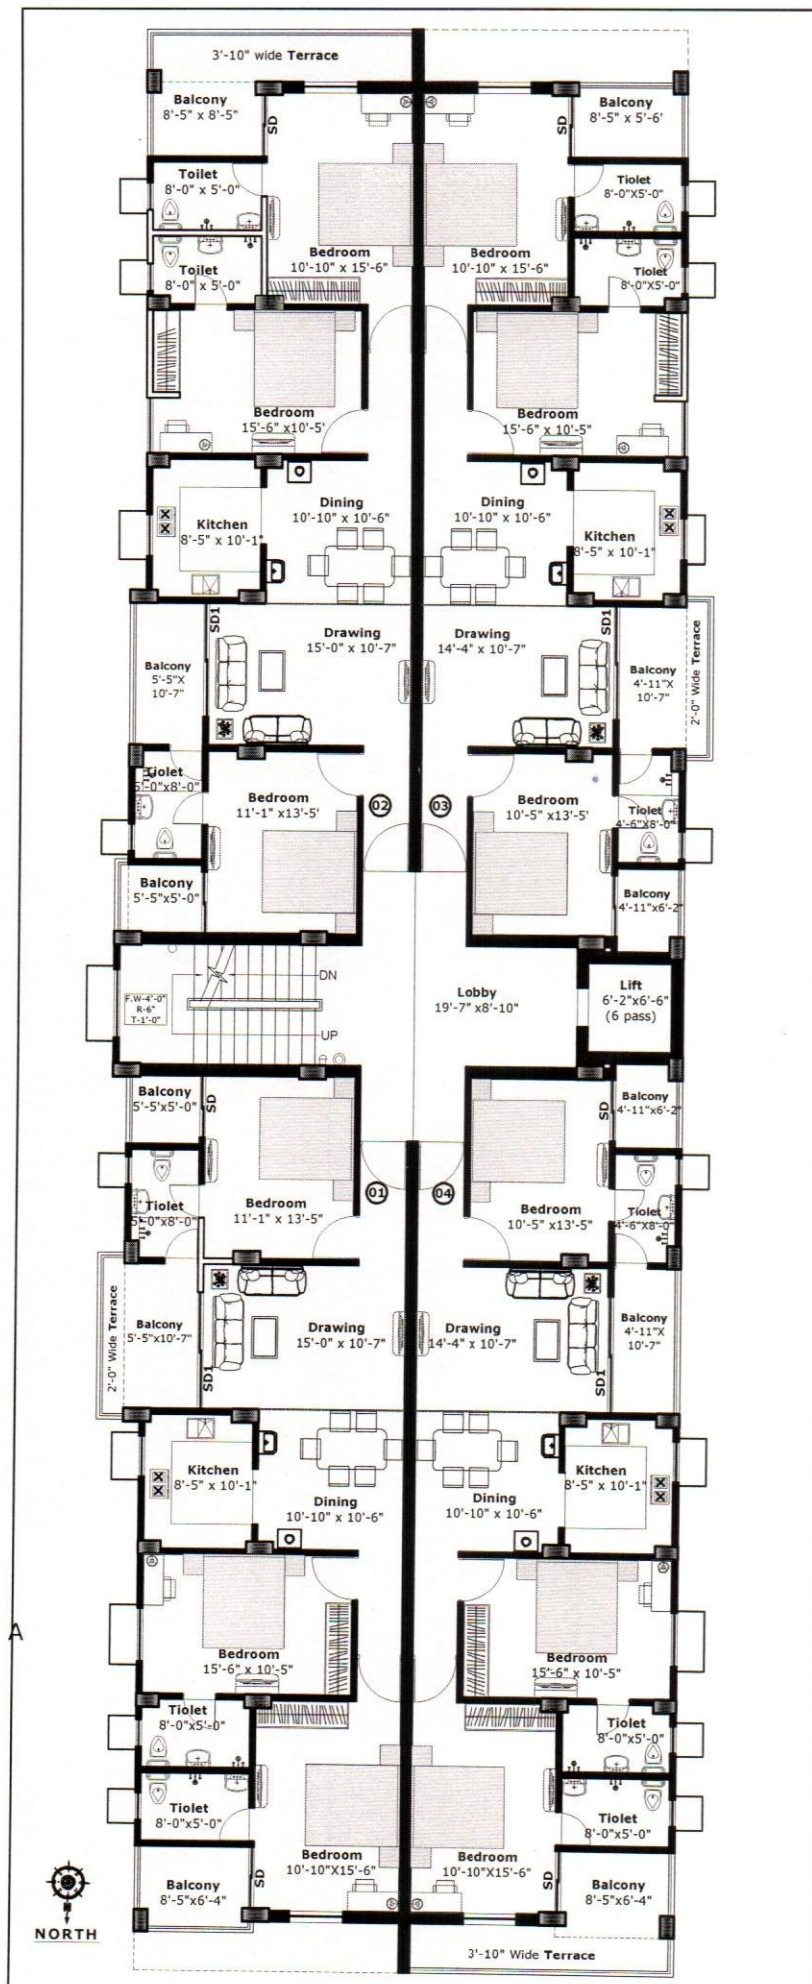 3'-10" wide Terrace
Balcony
8'-5" x 8'-5"
SD
Balcony
8'-5" x 5'-6'
SD
Toilet
8'-0" x 5'-0"
Tiolet
8'-0"X5'-0"
Bedroom
10'-10" x 15'-6"
Bedroom
10'-10" x 15'-6"
Toilet
8'-0" x 5'-0"
Tiolet
8'-0"X5'-0"
Bedroom
15'-6" x10'-5'
Bedroom
15'-6" x 10'-5"
Dining
10'-10" x 10'-6"
Dining
10'-10" x 10'-6"
Kitchen
8'-5" x 10'-1"
Kitchen
8'-5" x 10'-1"
SD1
Drawing
15'-0" x 10'-7"
Drawing
14'-4" x 10'-7"
SD1
Balcony
5'-5"X
10'-7"
Balcony
4'-11"X
10'-7"
2'-0" Wide Terrace
Tiolet
5'-0"x8'-0"
Bedroom
11'-1" x13'-5'
02
03
Bedroom
10'-5" x13'-5'
Tiolet
4'-6"X8'-0"
Balcony
5'-5"x5'-0"
Balcony
4'-11"x6'-2"
F.W-4'-0"
R-6"
T-1'-0"
DN
UP
Lobby
19'-7" x8'-10"
Lift
6'-2"x6'-6"
(6 pass)
Balcony
5'-5'x5'-0"
SD
SD
Balcony
4'-11"x6'-2"
Tiolet
5'-0"x8'-0"
Bedroom
11'-1" x 13'-5"
01
04
Bedroom
10'-5" x13'-5"
Tiolet
4'-6"X8'-0"
2'-0" Wide Terrace
Balcony
5'-5"x10'-7"
SD1
Drawing
15'-0" x 10'-7"
Drawing
14'-4" x 10'-7"
SD1
Balcony
4'-11"X
10'-7"
Kitchen
8'-5" x 10'-1"
Dining
10'-10" x 10'-6"
Dining
10'-10" x 10'-6"
Kitchen
8'-5" x 10'-1"
A
Bedroom
15'-6" x 10'-5"
Bedroom
15'-6" x 10'-5"
Tiolet
8'-0"x5'-0"
Tiolet
8'-0"x5'-0"
Tiolet
8'-0"x5'-0"
Tiolet
8'-0"x5'-0"
Bedroom
10'-10"X15'-6"
Bedroom
10'-10"X15'-6"
Balcony
8'-5"x6'-4"
SD
SD
Balcony
8'-5"x6'-4"
N
NORTH
3'-10" Wide Terrace